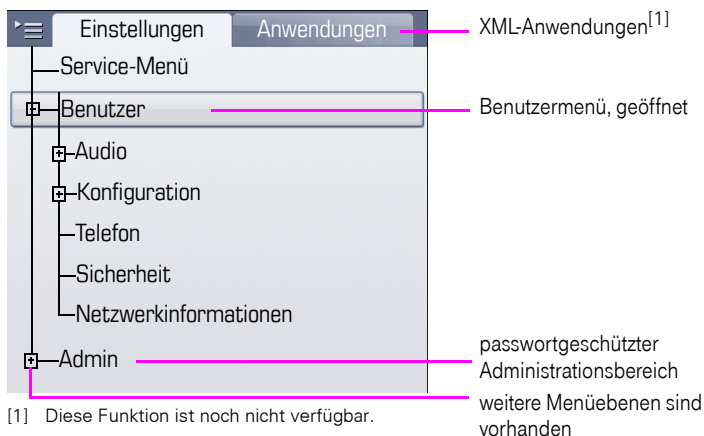 Einstellungen
Anwendungen
XML-Anwendungen[1]
Service-Menü
Benutzer
Benutzermenü, geöffnet
Audio
Konfiguration
Telefon
Sicherheit
Netzwerkinformationen
Admin
passwortgeschützter
Administrationsbereich
weitere Menüebenen sind
vorhanden
[1] Diese Funktion ist noch nicht verfügbar.